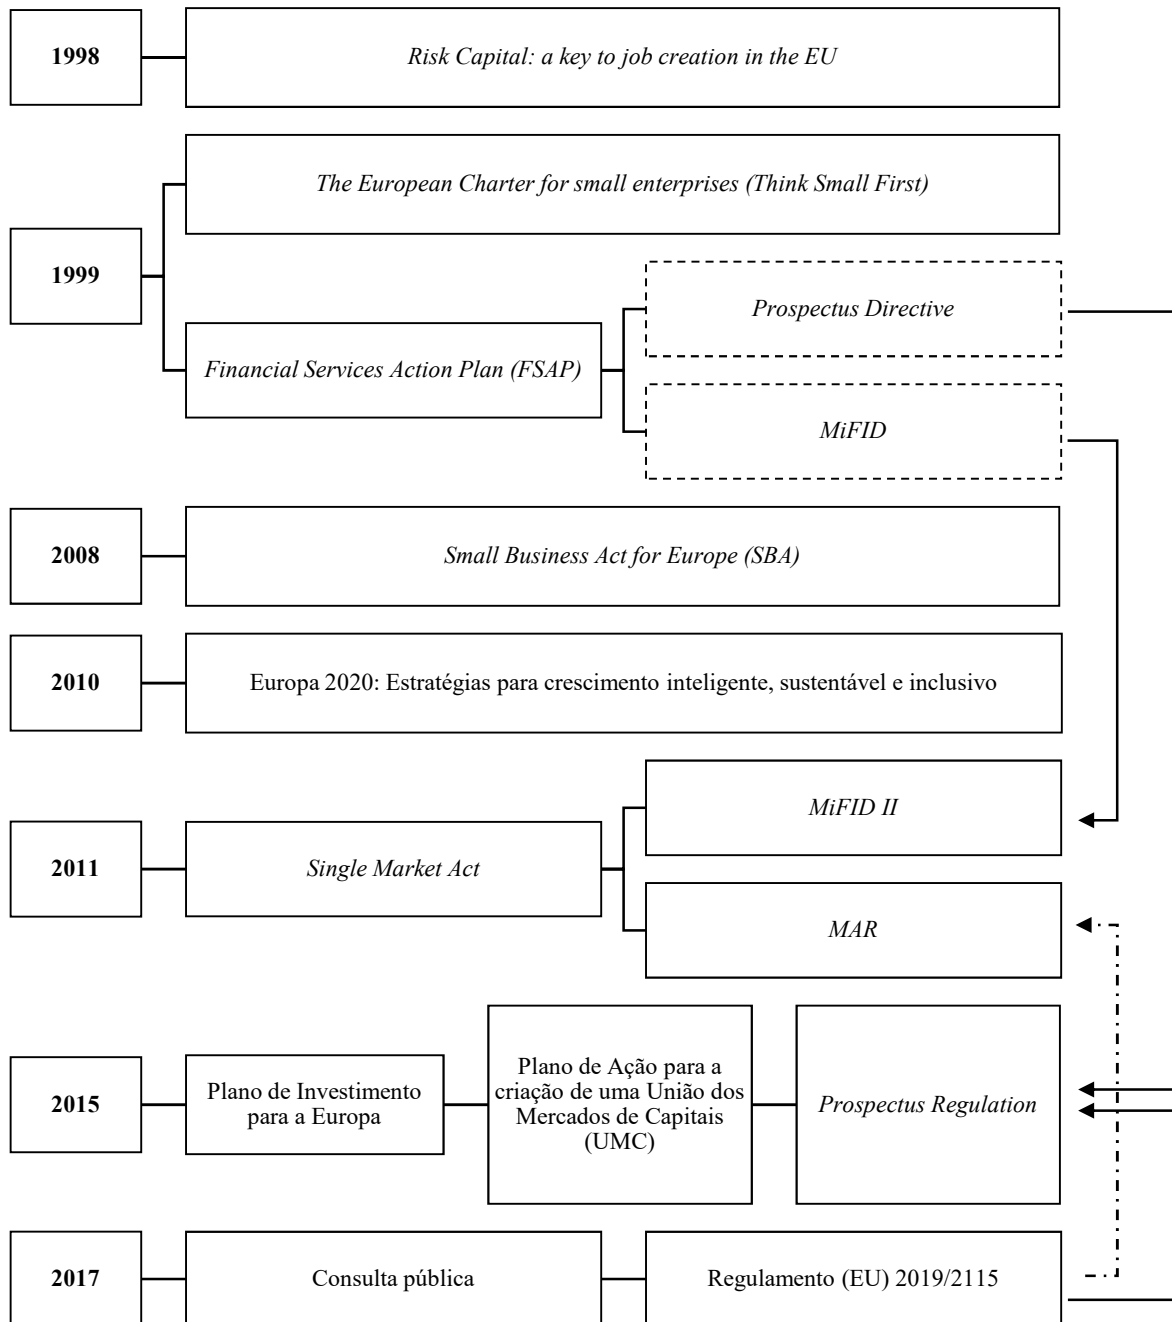 1998
Risk Capital: a key to job creation in the EU
The European Charter for small enterprises (Think Small First)
1999
Prospectus Directive
Financial Services Action Plan (FSAP)
MiFID
2008
Small Business Act for Europe (SBA)
2010
Europa 2020: Estratégias para crescimento inteligente, sustentável e inclusivo
MiFID II
2011
Single Market Act
MAR
2015
Plano de Investimento
para a Europa
Plano de Ação para a
criação de uma União dos
Mercados de Capitais
(UMC)
Prospectus Regulation
2017
Consulta pública
Regulamento (EU) 2019/2115